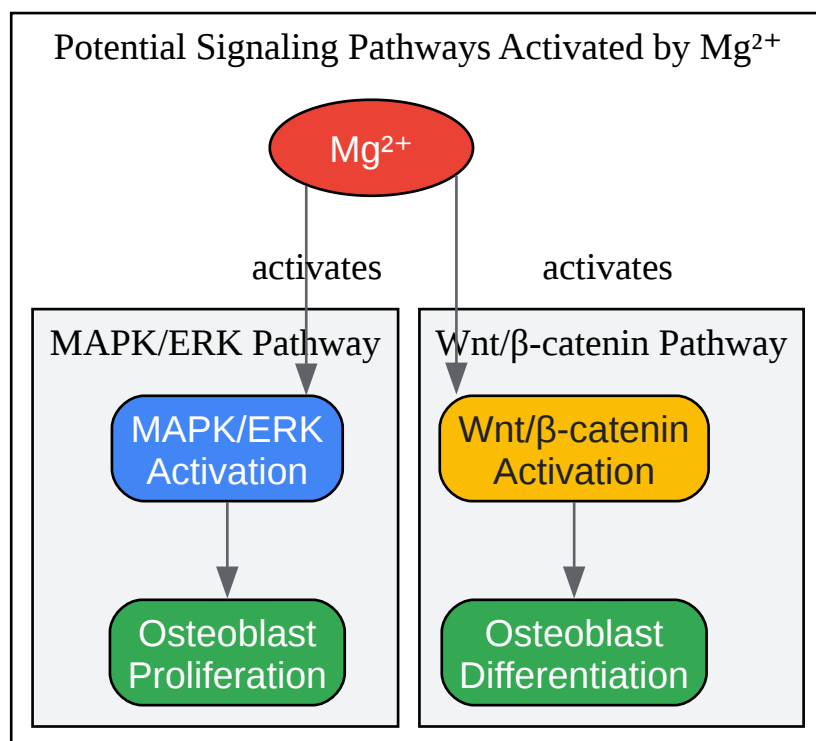 Potential Signaling Pathways Activated by Mg²⁺
Mg²⁺
activates
activates
MAPK/ERK Pathway
MAPK/ERK
Activation
Osteoblast
Proliferation
Wnt/β-catenin Pathway
Wnt/β-catenin
Activation
Osteoblast
Differentiation